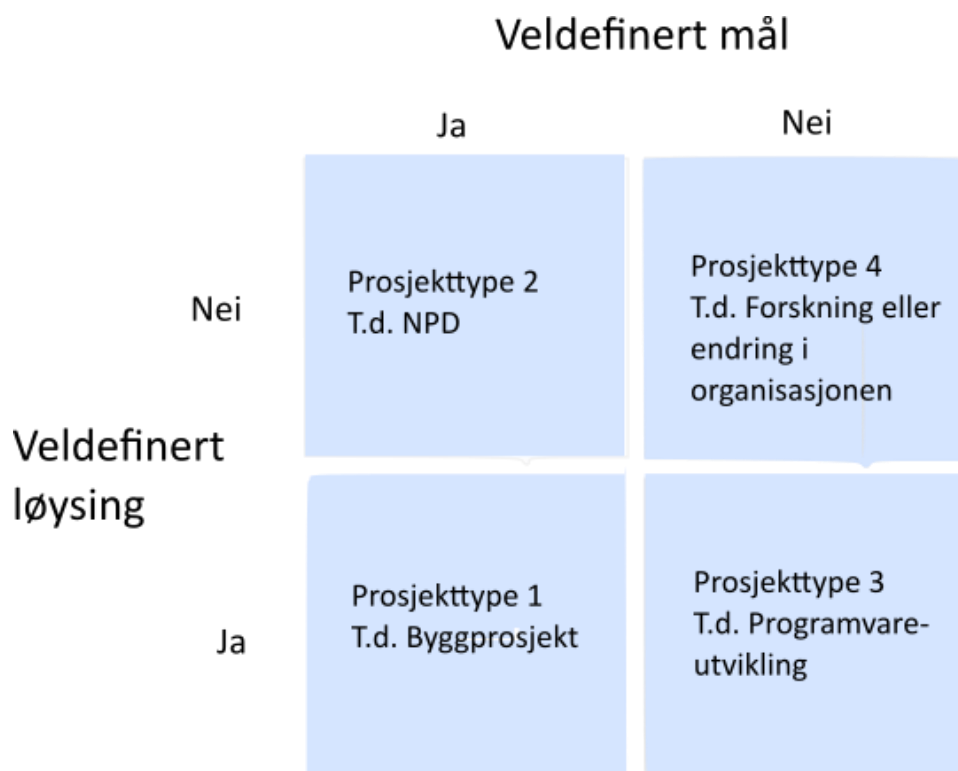 Veldefinert mål
Ja
Nei
Nei
Prosjekttype 2
T.d. NPD
Prosjekttype 4
T.d. Forskning eller
endring i
organisasjonen
Veldefinert
løysing
Ja
Prosjekttype 1
T.d. Byggprosjekt
Prosjekttype 3
T.d. Programvare-
utvikling